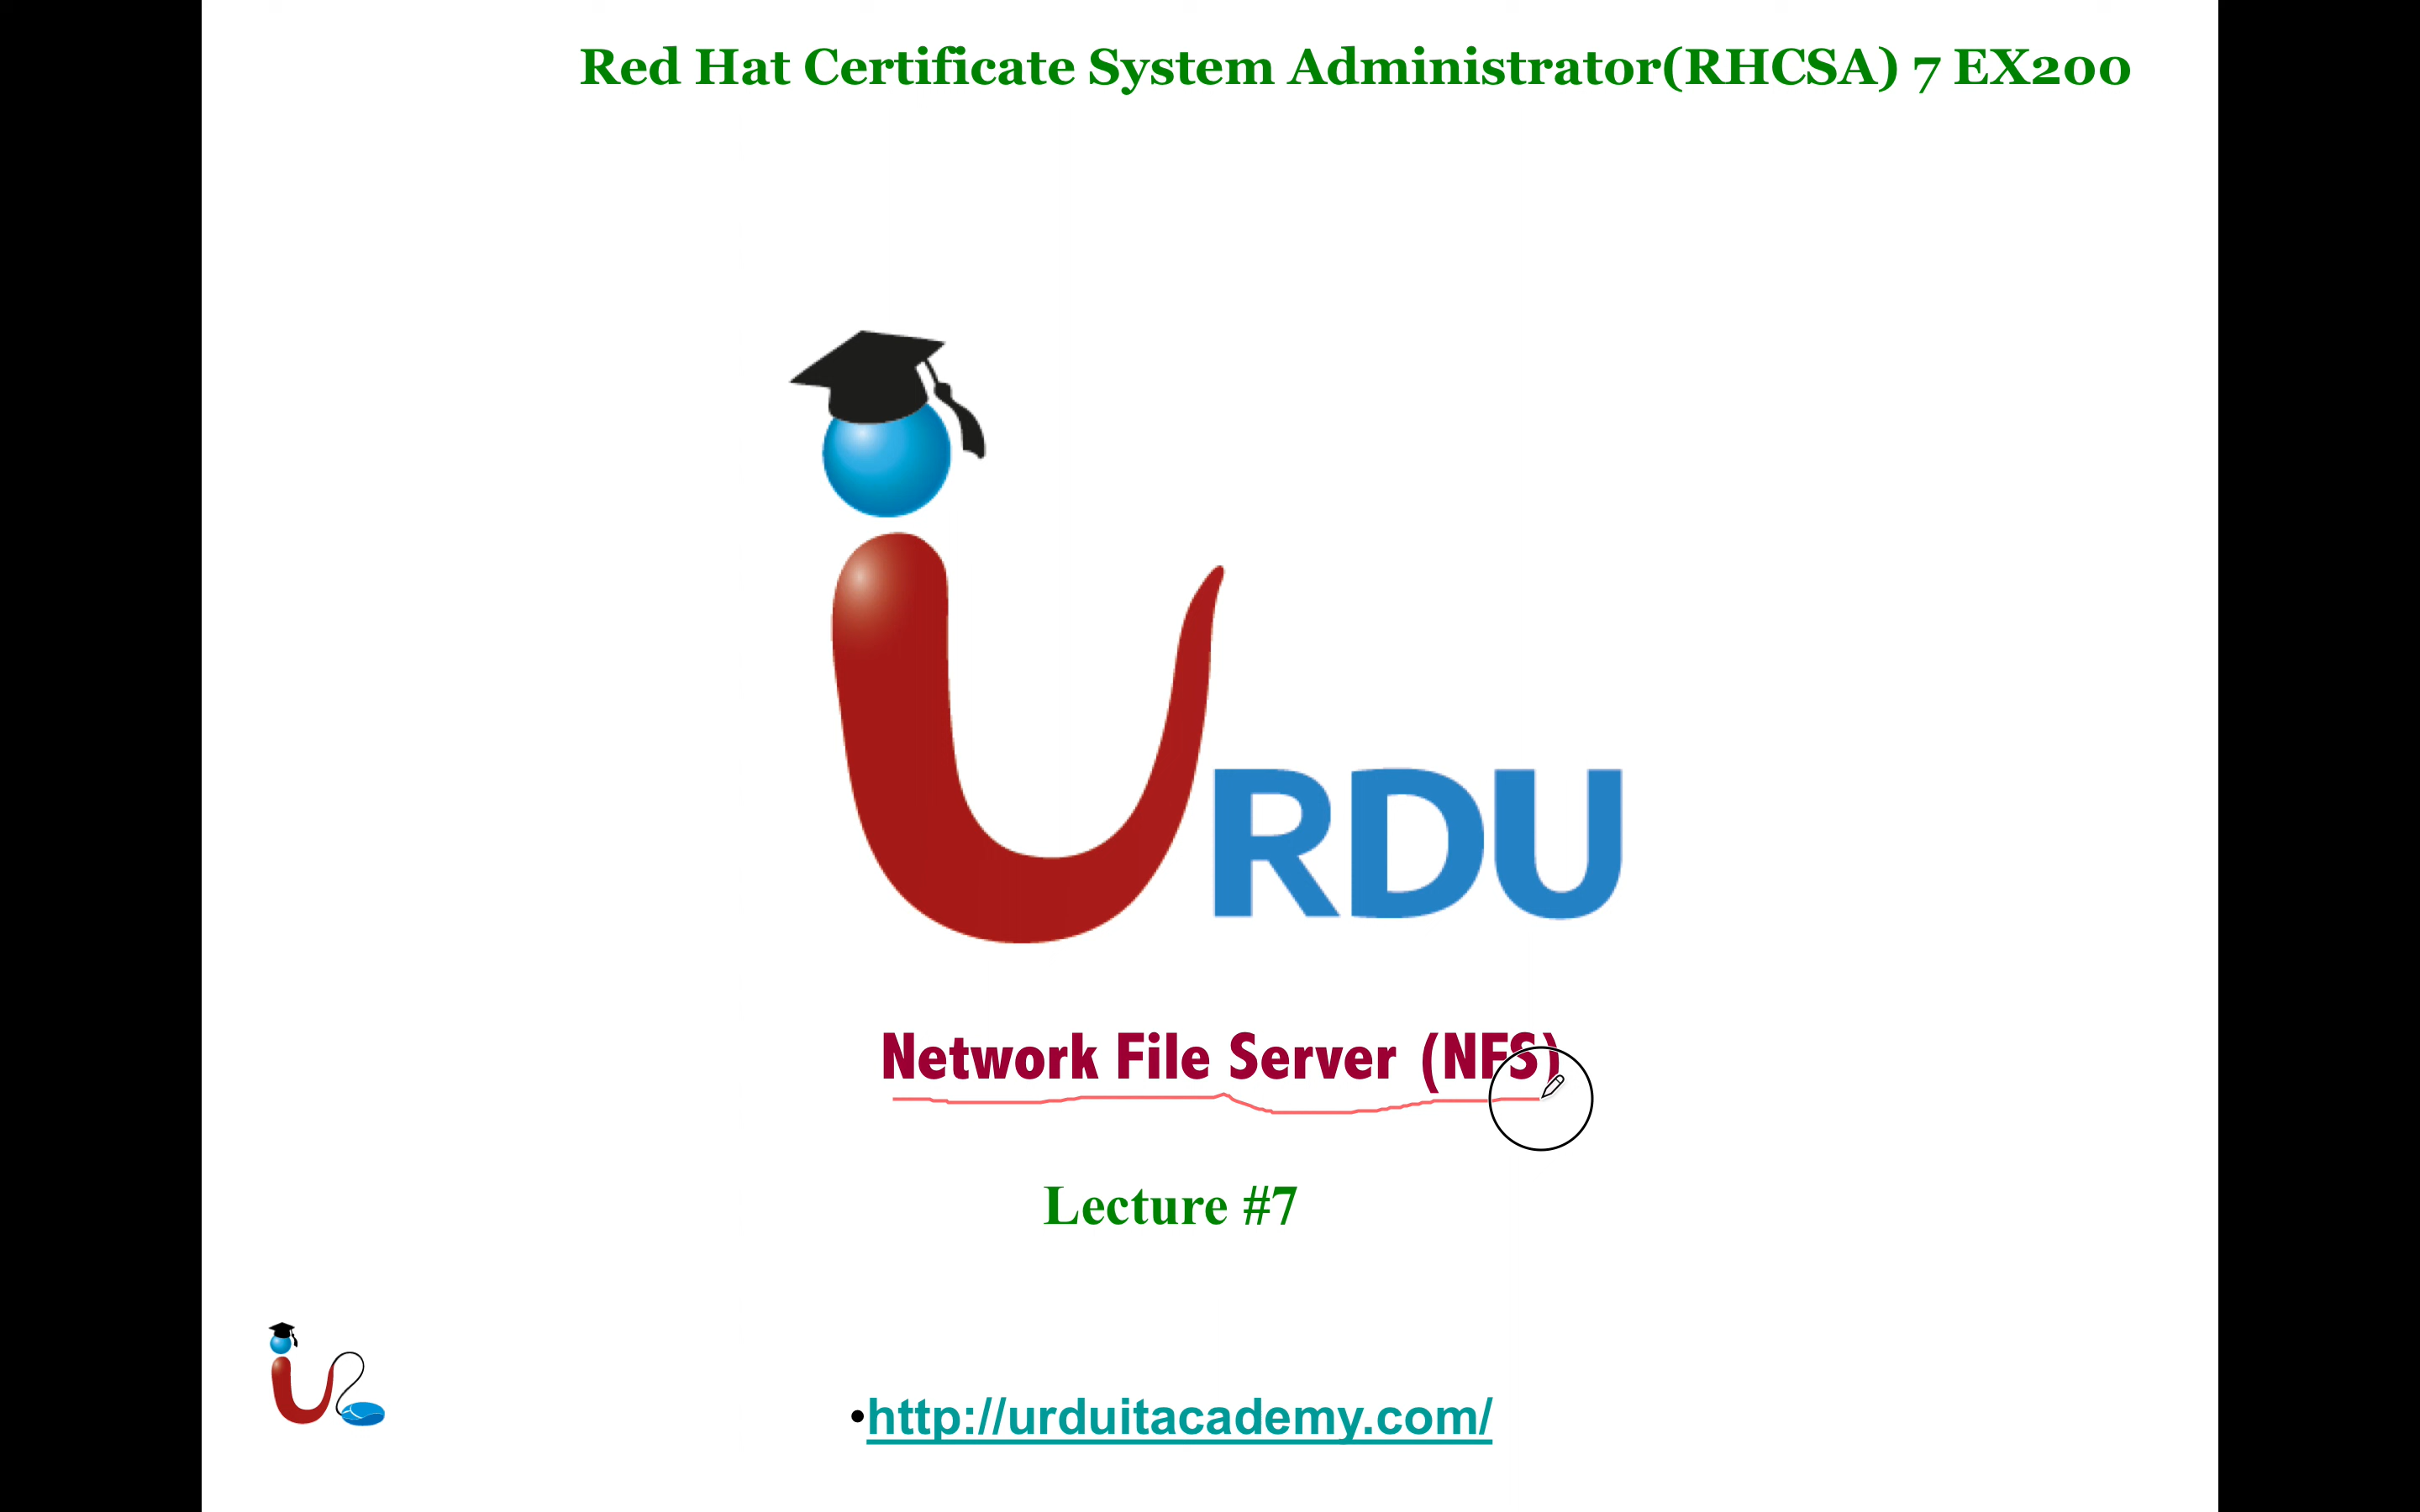 Red Hat Certificate System Administrator(RHCSA) 7 EX200
URDU
Network File Server (NFS)
Lecture #7
•http://urduitacademy.com/